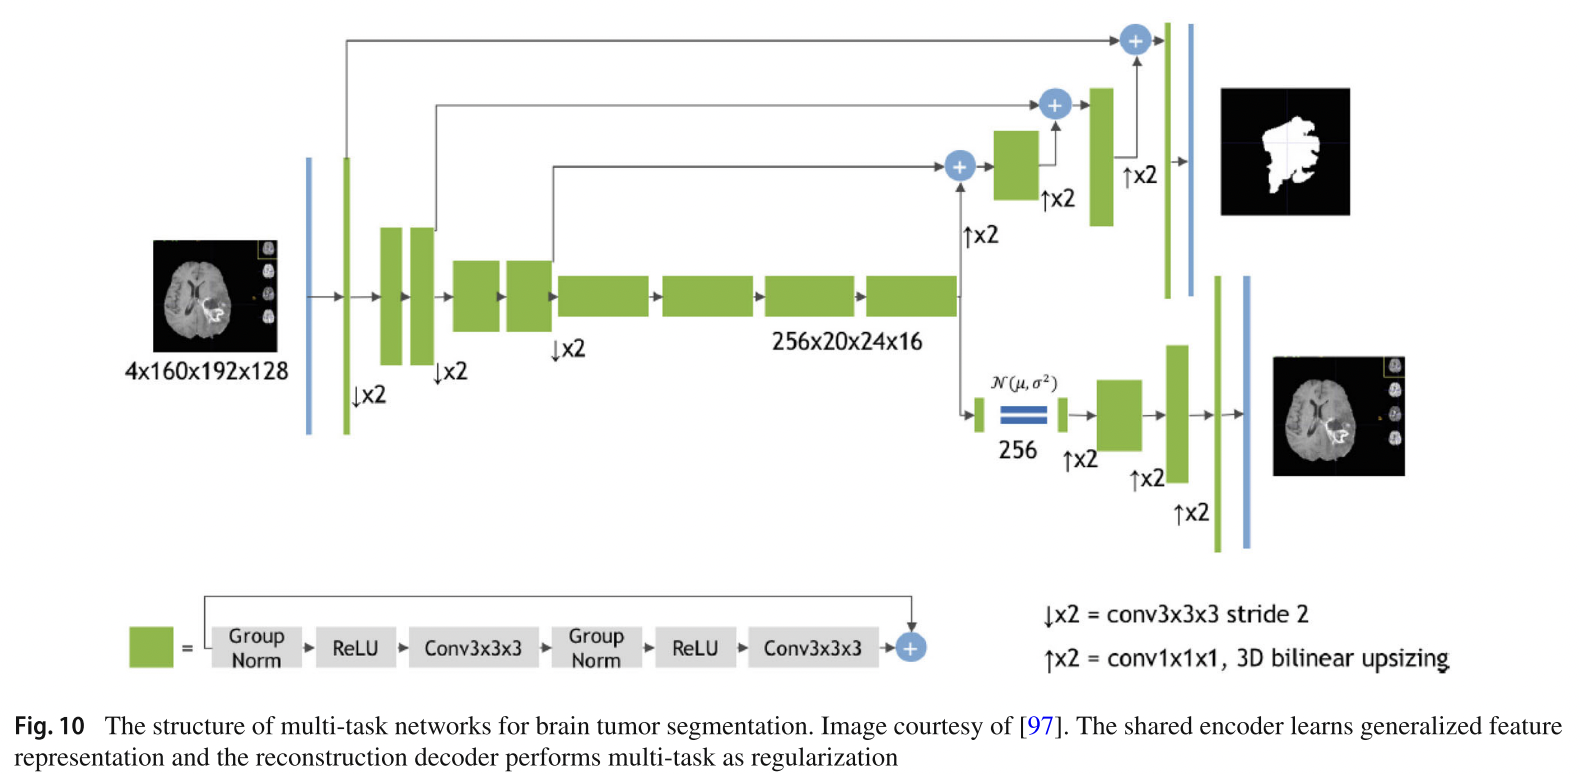 +
+
+
↑x2
↑x2
↑x2
4x160x192x128
↓x2
↓x2
↓x2
256x20x24x16
𝒩(μ, σ²)
256
↑x2
↑x2
↑x2
=
Group Norm
ReLU
Conv3x3x3
Group Norm
ReLU
Conv3x3x3
+
↓x2 = conv3x3x3 stride 2
↑x2 = conv1x1x1, 3D bilinear upsizing
Fig. 10 The structure of multi-task networks for brain tumor segmentation. Image courtesy of [97]. The shared encoder learns generalized feature
representation and the reconstruction decoder performs multi-task as regularization